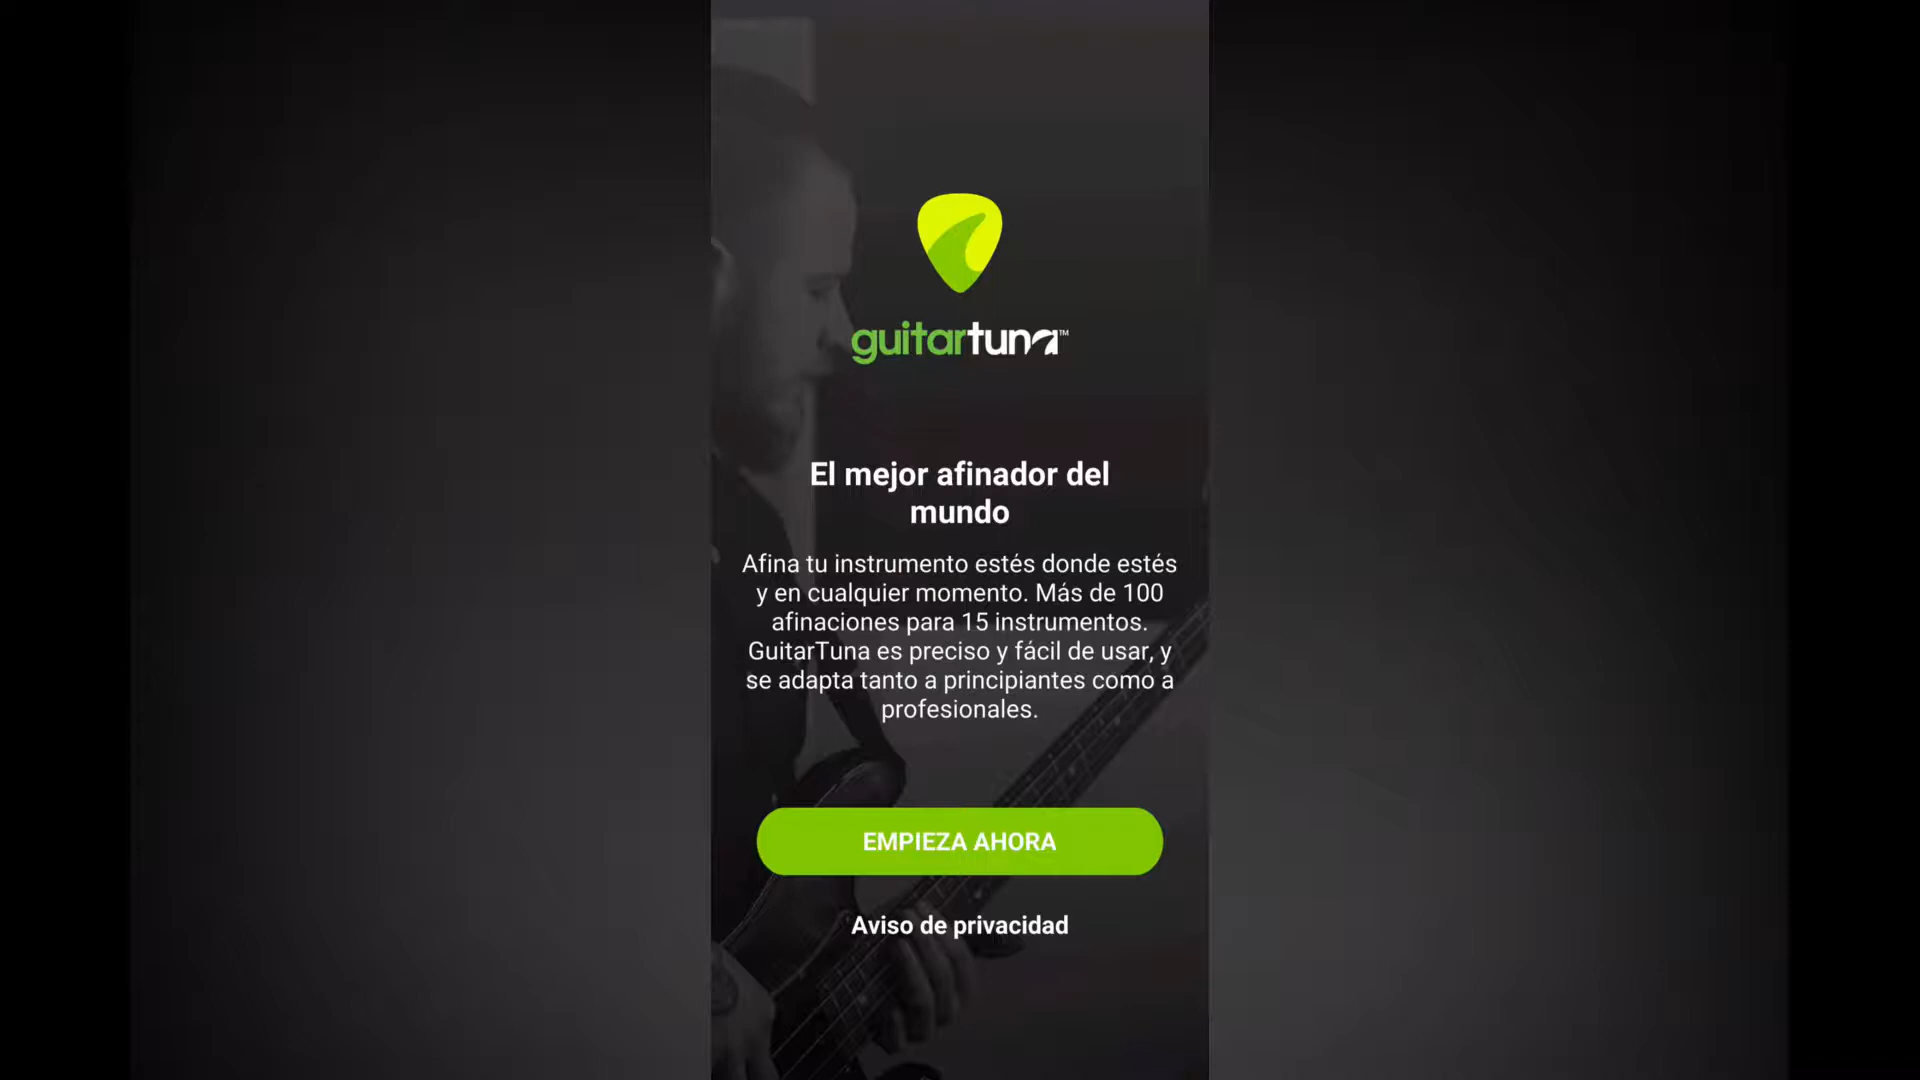 guitartuna™
El mejor afinador del
mundo
Afina tu instrumento estés donde estés
y en cualquier momento. Más de 100
afinaciones para 15 instrumentos.
GuitarTuna es preciso y fácil de usar, y
se adapta tanto a principiantes como a
profesionales.
EMPIEZA AHORA
Aviso de privacidad